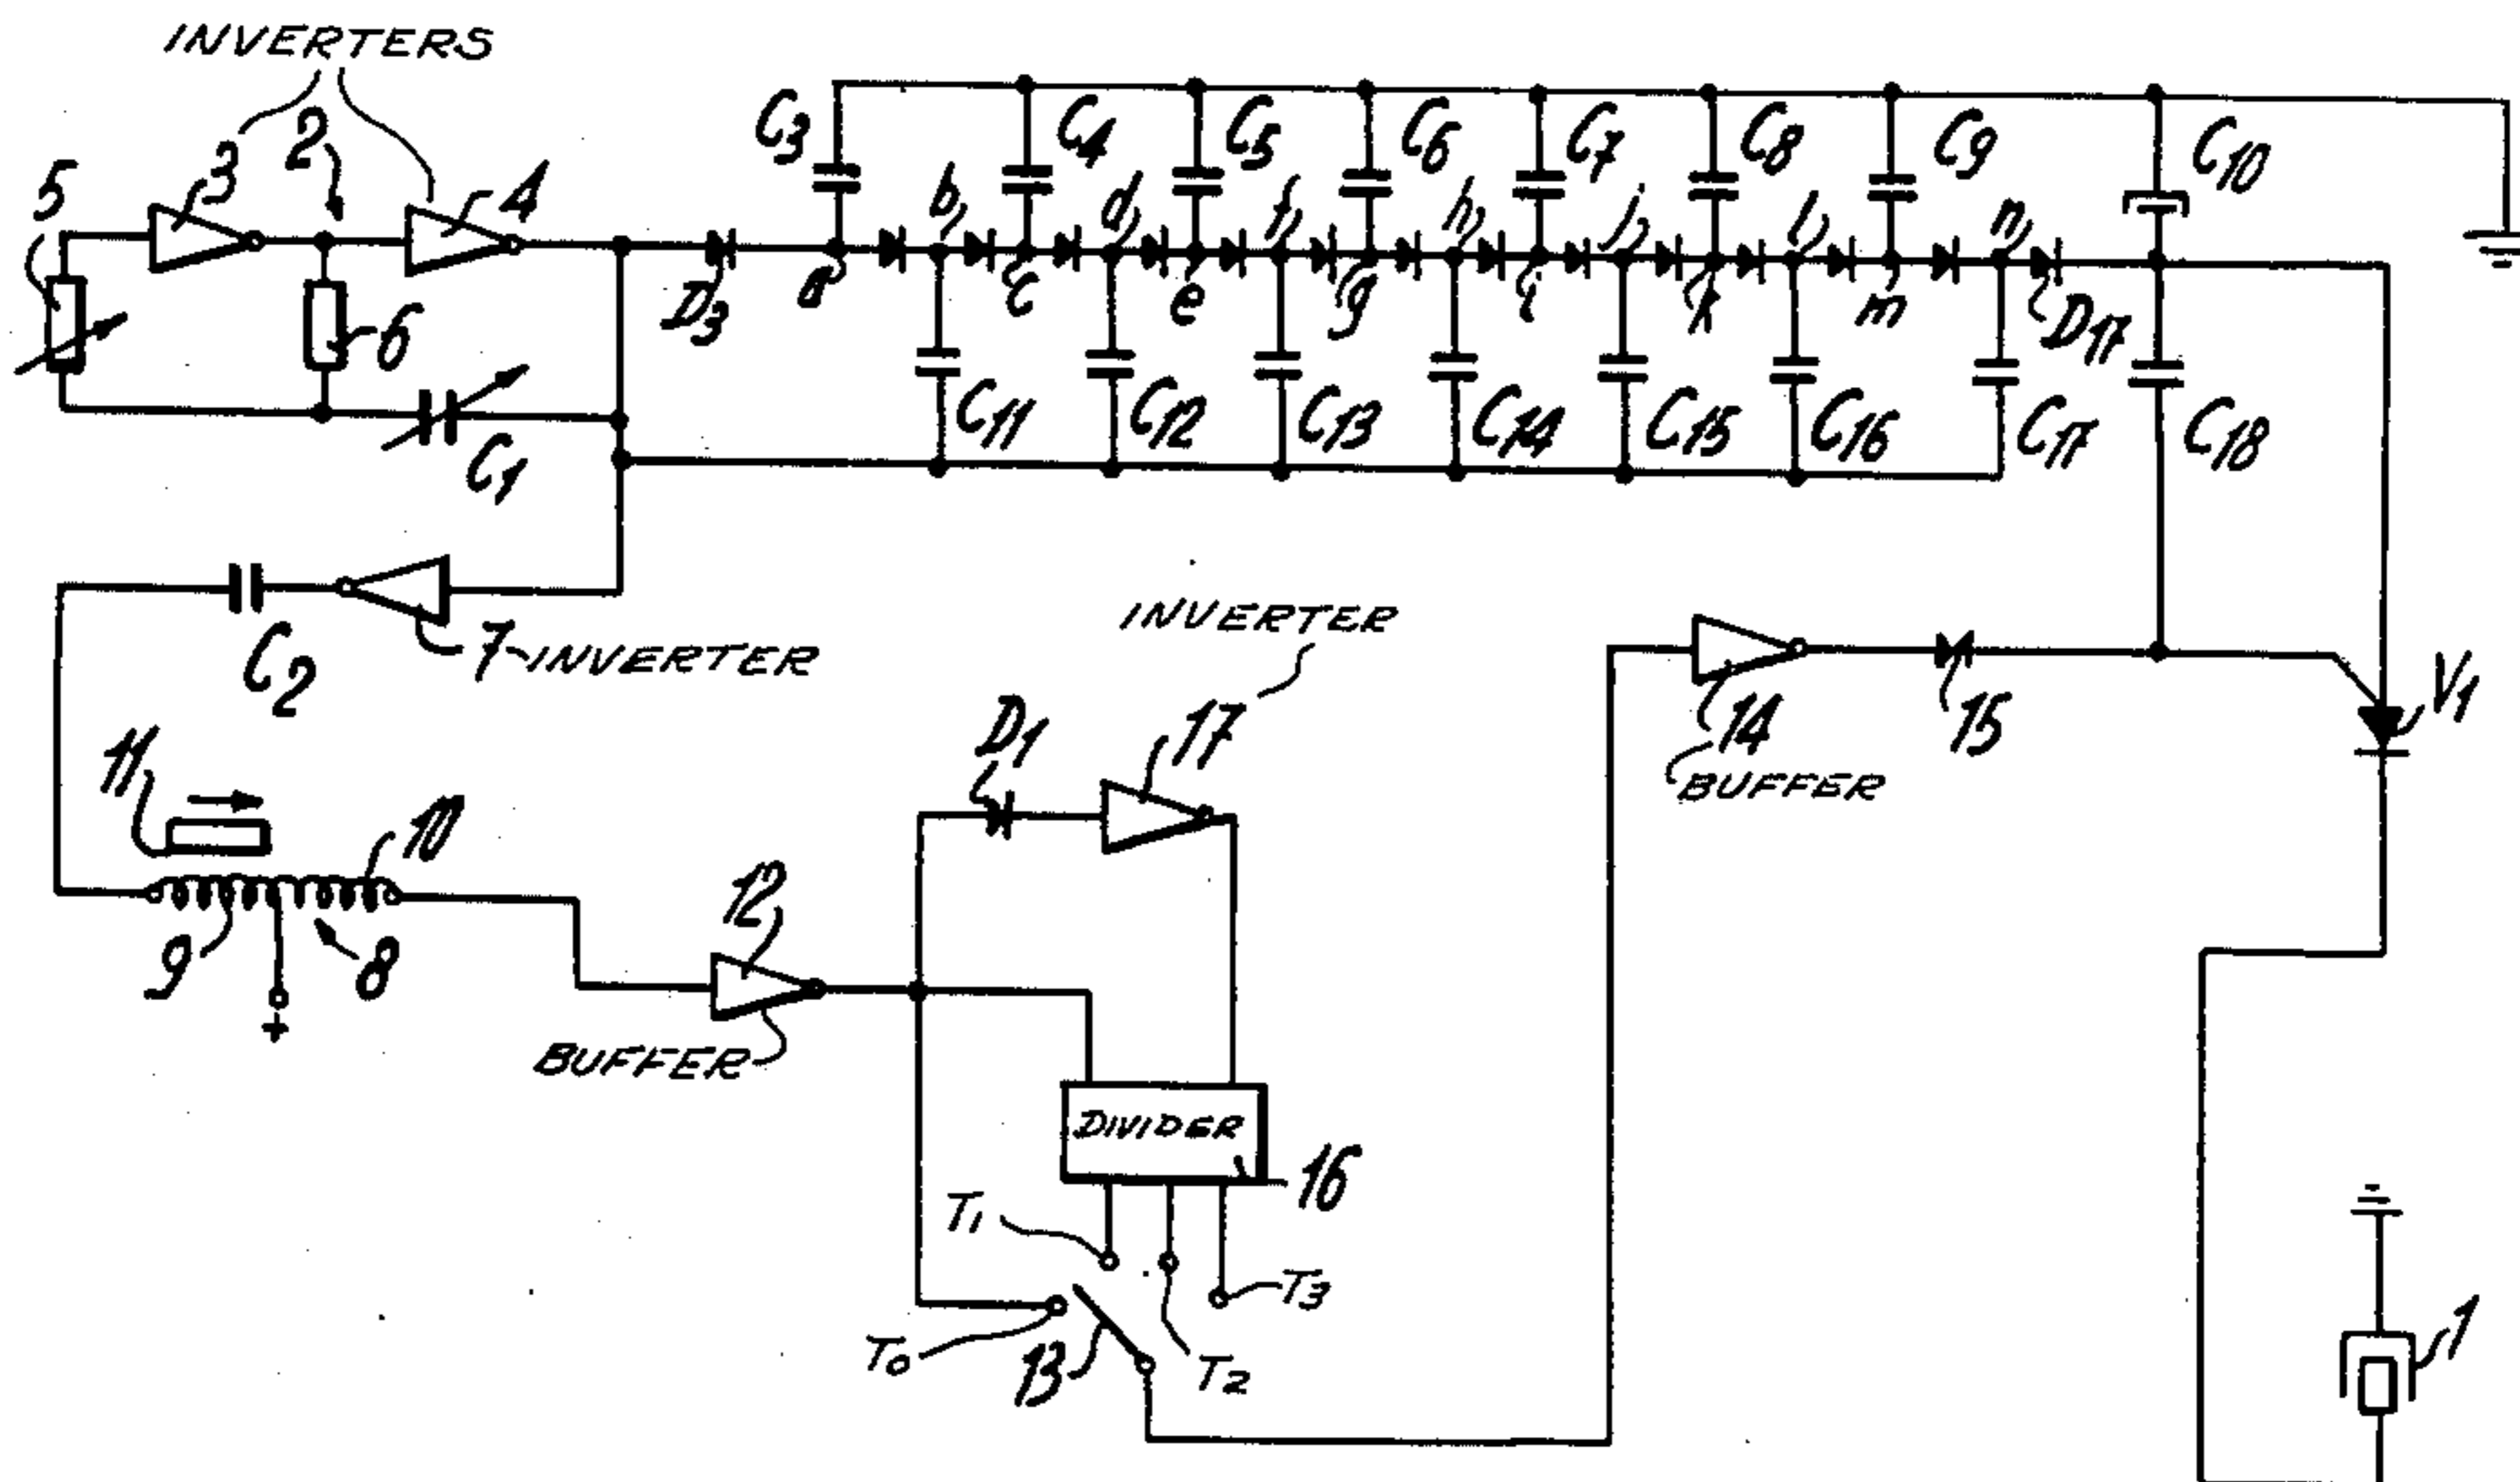 INVERTERS
5
3
2
4
C3
C4
C5
C6
C7
C8
C9
C10
b
d
f
h
j
l
n
D3
a
c
e
g
i
k
m
D17
6
C1
C11
C12
C13
C14
C15
C16
C17
C18
C2
7 INVERTER
INVERTER
11
10
9
8
+
12
BUFFER
D1
17
14
BUFFER
15
V1
DIVIDER
16
T1
T3
T0
13
T2
1